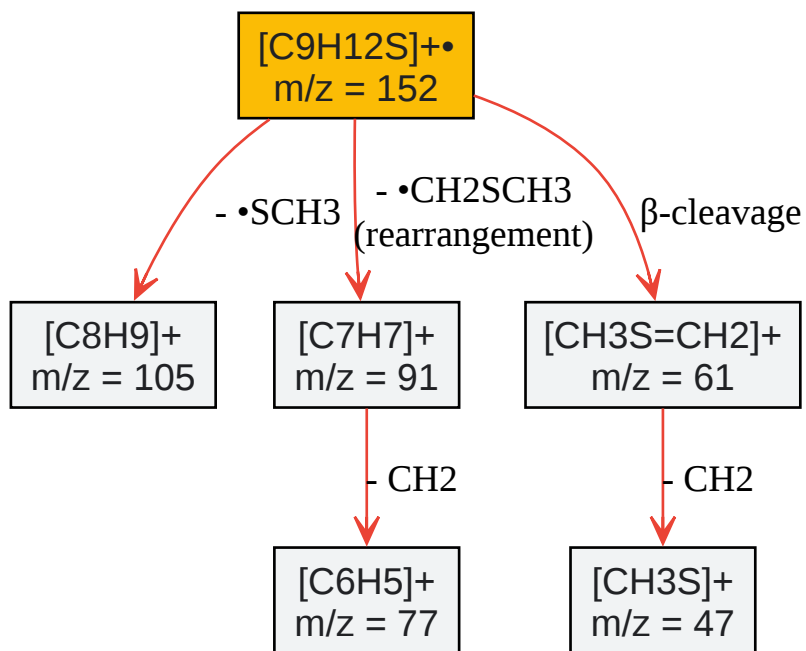 [C9H12S]+•
m/z = 152
- •SCH3
- •CH2SCH3
(rearrangement)
β-cleavage
[C8H9]+
m/z = 105
[C7H7]+
m/z = 91
[CH3S=CH2]+
m/z = 61
- CH2
- CH2
[C6H5]+
m/z = 77
[CH3S]+
m/z = 47